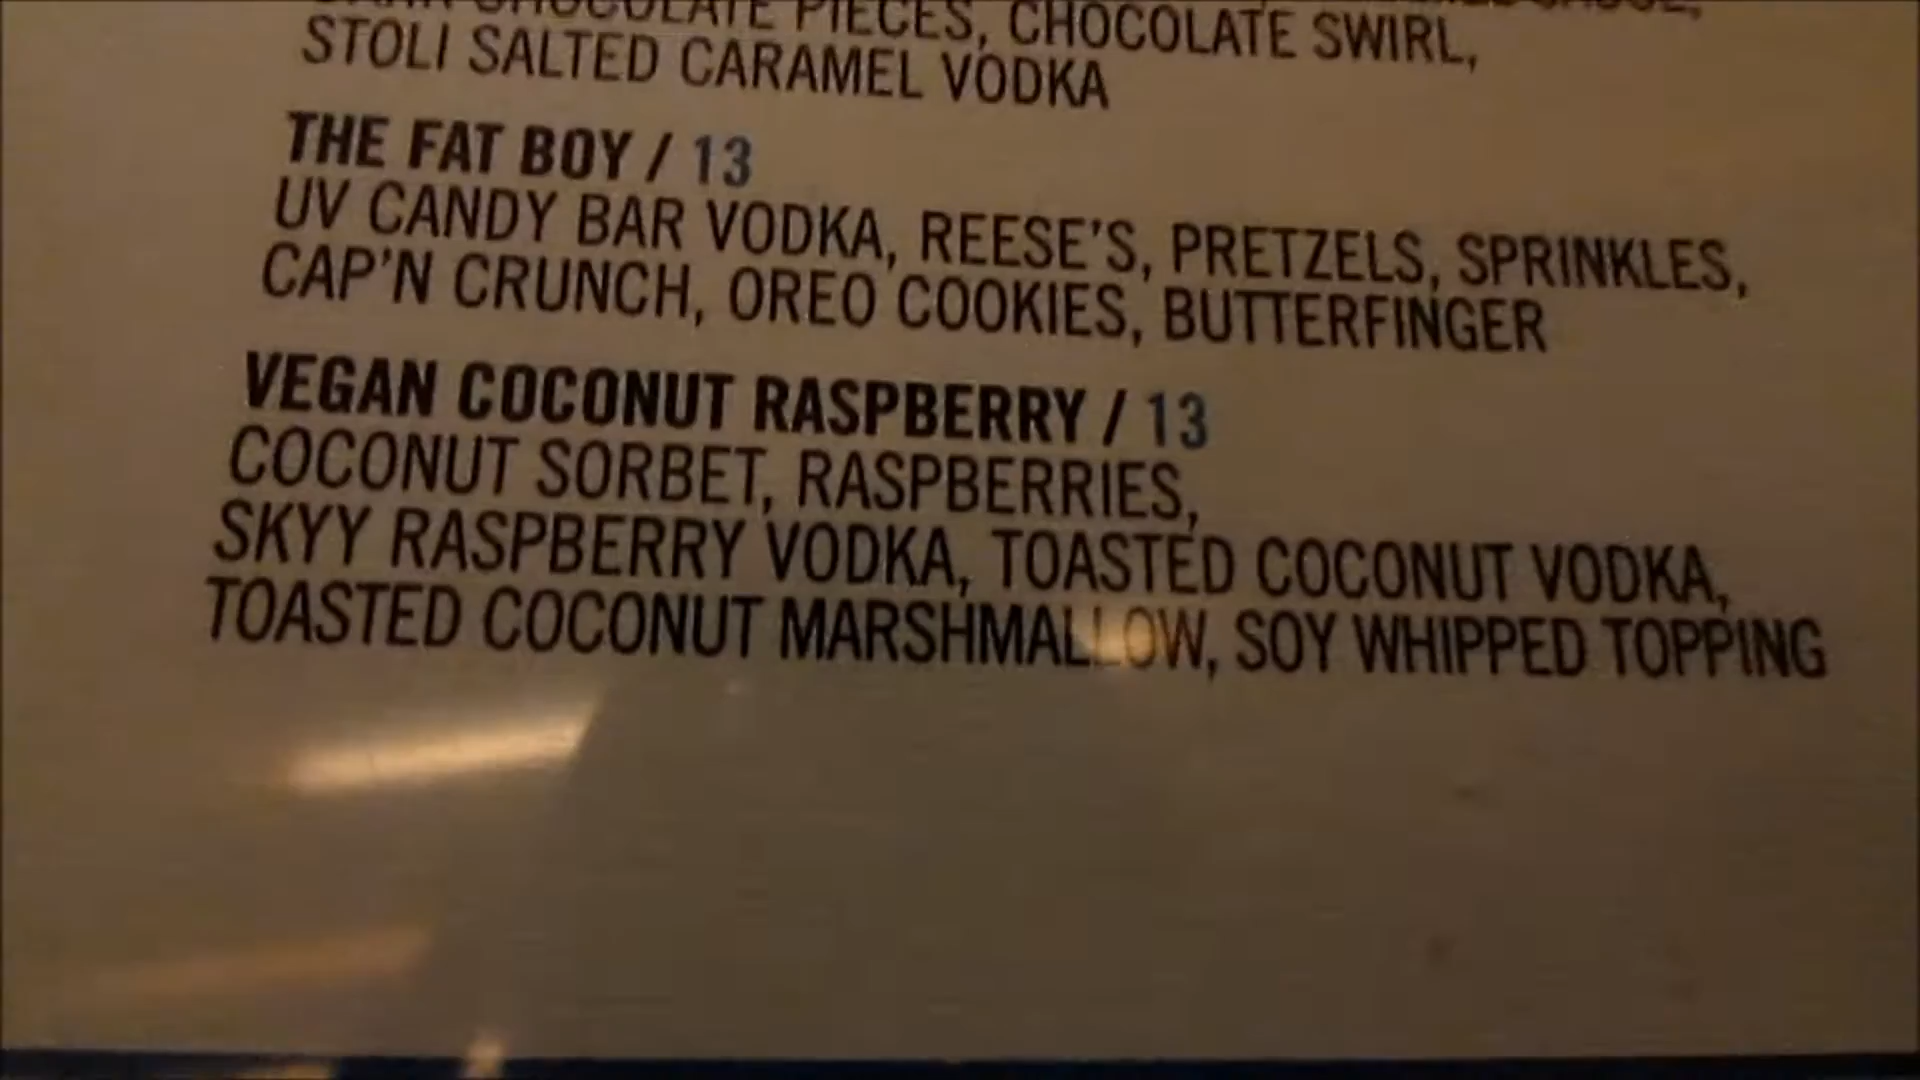 CHOCOLATE PIECES, CHOCOLATE SWIRL,
STOLI SALTED CARAMEL VODKA
THE FAT BOY / 13
UV CANDY BAR VODKA, REESE'S, PRETZELS, SPRINKLES,
CAP'N CRUNCH, OREO COOKIES, BUTTERFINGER
VEGAN COCONUT RASPBERRY / 13
COCONUT SORBET, RASPBERRIES,
SKYY RASPBERRY VODKA, TOASTED COCONUT VODKA,
TOASTED COCONUT MARSHMALLOW, SOY WHIPPED TOPPING